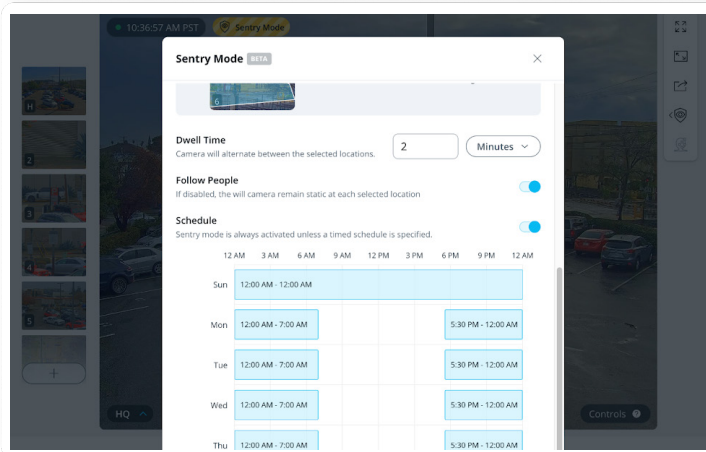 10:36:57 AM PST
Sentry Mode
Sentry Mode BETA
H
2
3
4
5
6
Dwell Time
Camera will alternate between the selected locations.
2
Minutes
Follow People
If disabled, the will camera remain static at each selected location
Schedule
Sentry mode is always activated unless a timed schedule is specified.
12 AM 3 AM 6 AM 9 AM 12 PM 3 PM 6 PM 9 PM 12 AM
Sun 12:00 AM - 12:00 AM
Mon 12:00 AM - 7:00 AM 5:30 PM - 12:00 AM
Tue 12:00 AM - 7:00 AM 5:30 PM - 12:00 AM
Wed 12:00 AM - 7:00 AM 5:30 PM - 12:00 AM
Thu 12:00 AM - 7:00 AM 5:30 PM - 12:00 AM
HQ
Controls